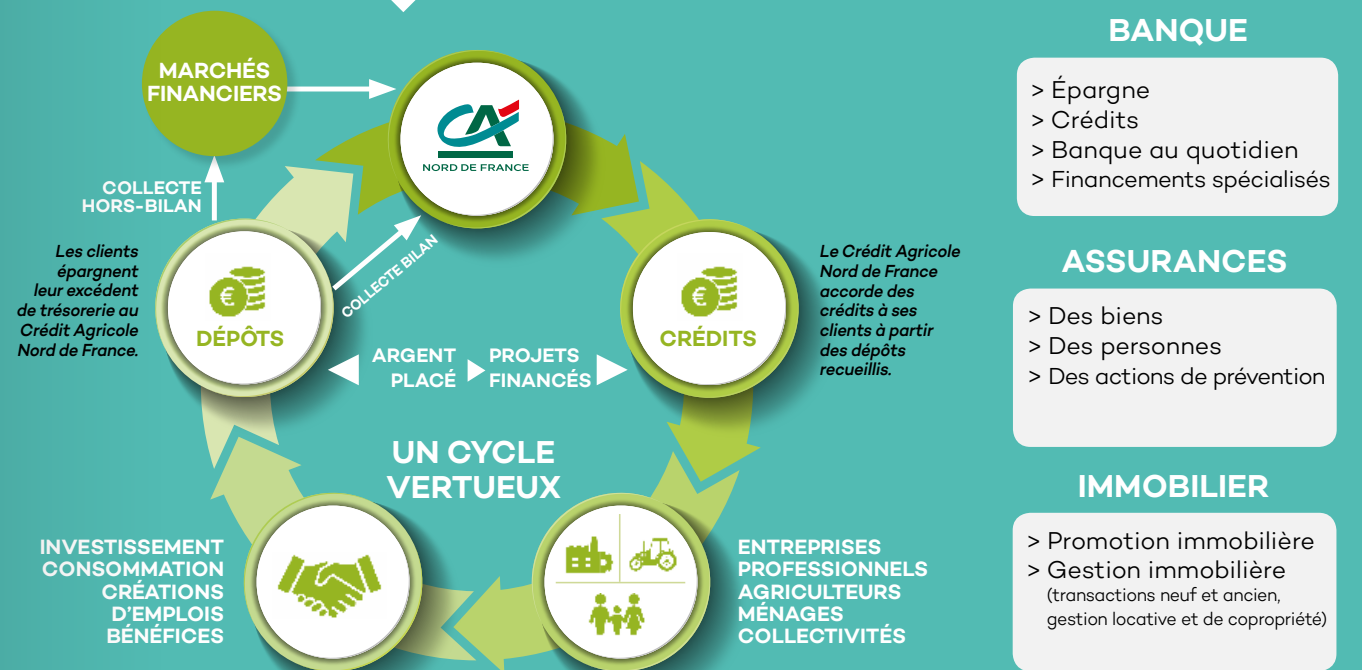 MARCHÉS
FINANCIERS
CA
NORD DE FRANCE
COLLECTE
HORS-BILAN
COLLECTE BILAN
Les clients
épargnent
leur excédent
de trésorerie au
Crédit Agricole
Nord de France.
€
DÉPÔTS
€
CRÉDITS
Le Crédit Agricole
Nord de France
accorde des
crédits à ses
clients à partir
des dépôts
recueillis.
ARGENT
PLACÉ
PROJETS
FINANCÉS
UN CYCLE
VERTUEUX
INVESTISSEMENT
CONSOMMATION
CRÉATIONS
D'EMPLOIS
BÉNÉFICES
ENTREPRISES
PROFESSIONNELS
AGRICULTEURS
MÉNAGES
COLLECTIVITÉS
BANQUE
> Épargne
> Crédits
> Banque au quotidien
> Financements spécialisés
ASSURANCES
> Des biens
> Des personnes
> Des actions de prévention
IMMOBILIER
> Promotion immobilière
> Gestion immobilière
(transactions neuf et ancien,
gestion locative et de copropriété)